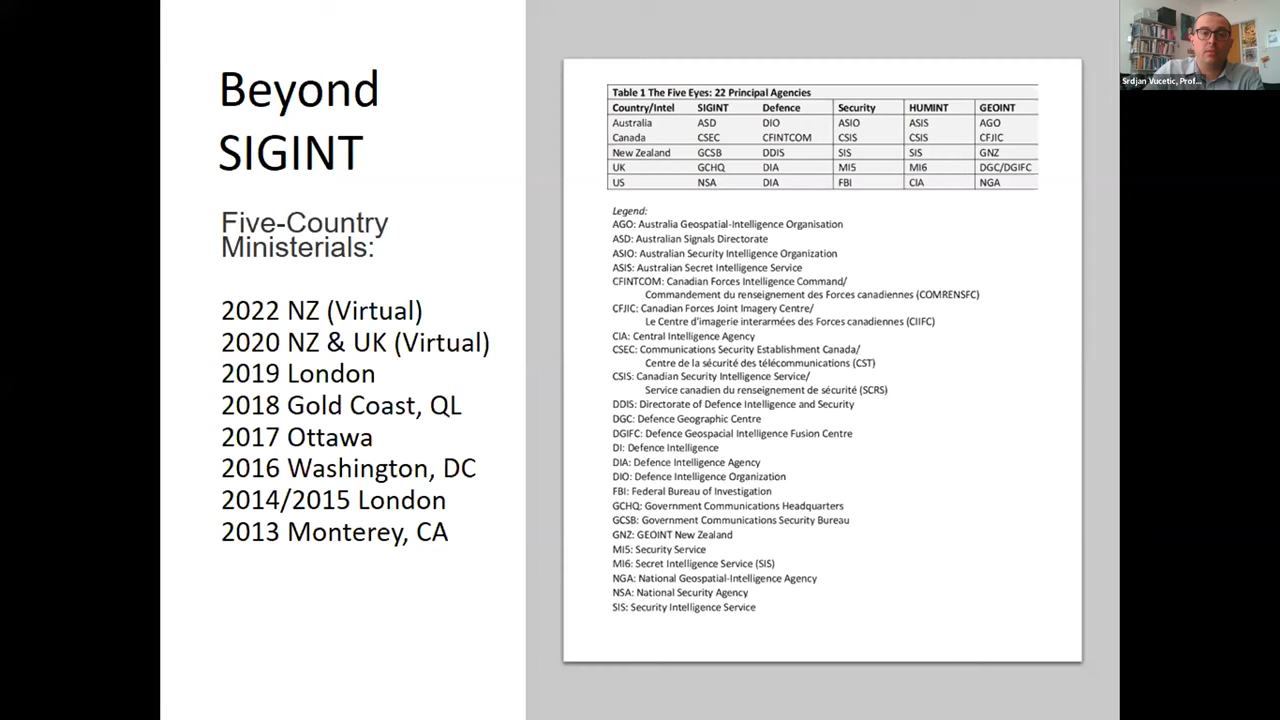 Beyond
SIGINT
Five-Country
Ministerials:
2022 NZ (Virtual)
2020 NZ & UK (Virtual)
2019 London
2018 Gold Coast, QL
2017 Ottawa
2016 Washington, DC
2014/2015 London
2013 Monterey, CA
Table 1 The Five Eyes: 22 Principal Agencies
Country/Intel SIGINT Defence Security HUMINT GEOINT
Australia ASD DIO ASIO ASIS AGO
Canada CSEC CFINTCOM CSIS CSIS CFJIC
New Zealand GCSB DDIS SIS SIS GNZ
UK GCHQ DIA MI5 MI6 DGC/DGIFC
US NSA DIA FBI CIA NGA
Legend:
AGO: Australia Geospatial-Intelligence Organisation
ASD: Australian Signals Directorate
ASIO: Australian Security Intelligence Organization
ASIS: Australian Secret Intelligence Service
CFINTCOM: Canadian Forces Intelligence Command/
Commandement du renseignement des Forces canadiennes (COMRENSFC)
CFJIC: Canadian Forces Joint Imagery Centre/
Le Centre d'imagerie interarmées des Forces canadiennes (CIIFC)
CIA: Central Intelligence Agency
CSEC: Communications Security Establishment Canada/
Centre de la sécurité des télécommunications (CST)
CSIS: Canadian Security Intelligence Service/
Service canadien du renseignement de sécurité (SCRS)
DDIS: Directorate of Defence Intelligence and Security
DGC: Defence Geographic Centre
DGIFC: Defence Geospacial Intelligence Fusion Centre
DI: Defence Intelligence
DIA: Defence Intelligence Agency
DIO: Defence Intelligence Organization
FBI: Federal Bureau of Investigation
GCHQ: Government Communications Headquarters
GCSB: Government Communications Security Bureau
GNZ: GEOINT New Zealand
MI5: Security Service
MI6: Secret Intelligence Service (SIS)
NGA: National Geospatial-Intelligence Agency
NSA: National Security Agency
SIS: Security Intelligence Service
Srdjan Vucetic, Prof...